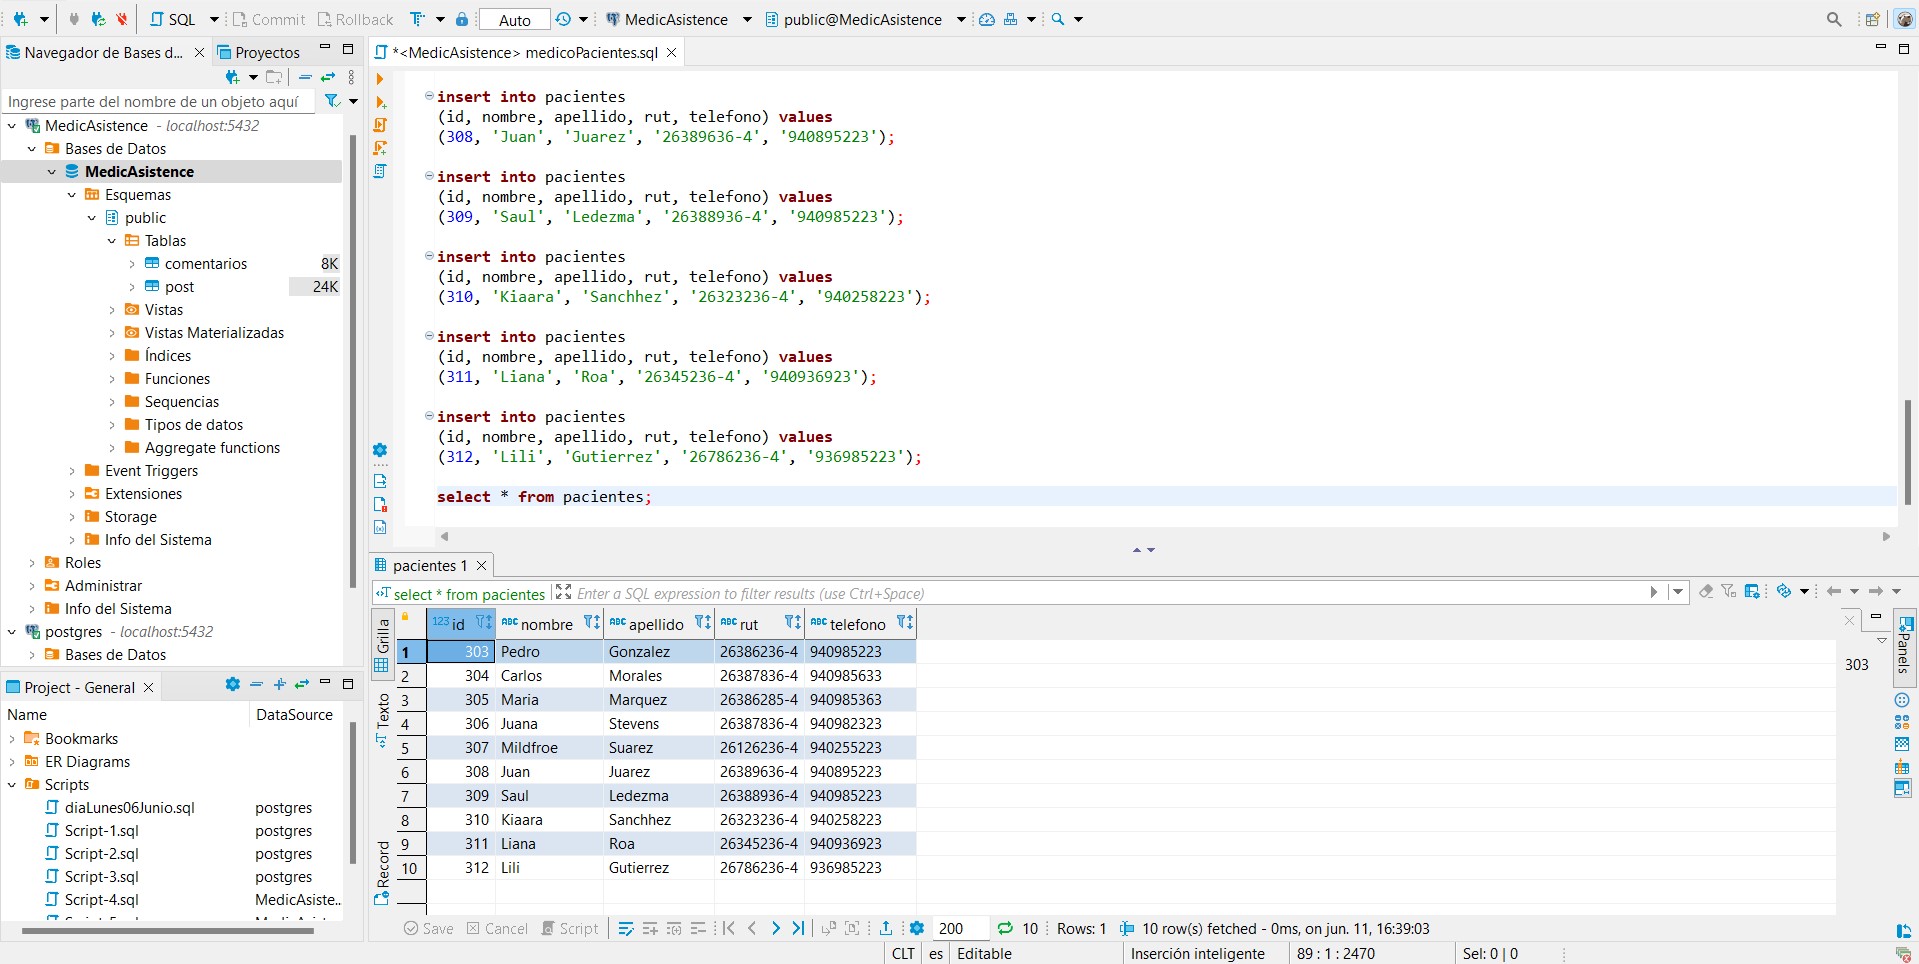 SQL
Commit
Rollback
Auto
MedicAsistence
public@MedicAsistence
Navegador de Bases d...
Proyectos
Ingrese parte del nombre de un objeto aquí
MedicAsistence - localhost:5432
Bases de Datos
MedicAsistence
Esquemas
public
Tablas
comentarios 8K
post 24K
Vistas
Vistas Materializadas
Índices
Funciones
Sequencias
Tipos de datos
Aggregate functions
Event Triggers
Extensiones
Storage
Info del Sistema
Roles
Administrar
Info del Sistema
postgres - localhost:5432
Bases de Datos
Project - General
Name DataSource
Bookmarks
ER Diagrams
Scripts
diaLunes06Junio.sql postgres
Script-1.sql postgres
Script-2.sql postgres
Script-3.sql postgres
Script-4.sql MedicAsiste..
*<MedicAsistence> medicoPacientes.sql
insert into pacientes
(id, nombre, apellido, rut, telefono) values
(308, 'Juan', 'Juarez', '26389636-4', '940895223');
insert into pacientes
(id, nombre, apellido, rut, telefono) values
(309, 'Saul', 'Ledezma', '26388936-4', '940985223');
insert into pacientes
(id, nombre, apellido, rut, telefono) values
(310, 'Kiaara', 'Sanchhez', '26323236-4', '940258223');
insert into pacientes
(id, nombre, apellido, rut, telefono) values
(311, 'Liana', 'Roa', '26345236-4', '940936923');
insert into pacientes
(id, nombre, apellido, rut, telefono) values
(312, 'Lili', 'Gutierrez', '26786236-4', '936985223');
select * from pacientes;
pacientes 1
select * from pacientes
Enter a SQL expression to filter results (use Ctrl+Space)
Grilla
Texto
Record
123 id ABC nombre ABC apellido ABC rut ABC telefono
1 303 Pedro Gonzalez 26386236-4 940985223
2 304 Carlos Morales 26387836-4 940985633
3 305 Maria Marquez 26386285-4 940985363
4 306 Juana Stevens 26387836-4 940982323
5 307 Mildfroe Suarez 26126236-4 940255223
6 308 Juan Juarez 26389636-4 940895223
7 309 Saul Ledezma 26388936-4 940985223
8 310 Kiaara Sanchhez 26323236-4 940258223
9 311 Liana Roa 26345236-4 940936923
10 312 Lili Gutierrez 26786236-4 936985223
303
Panels
Save
Cancel
Script
200
10
Rows: 1
10 row(s) fetched - 0ms, on jun. 11, 16:39:03
CLT
es
Editable
Inserción inteligente
89 : 1 : 2470
Sel: 0 | 0